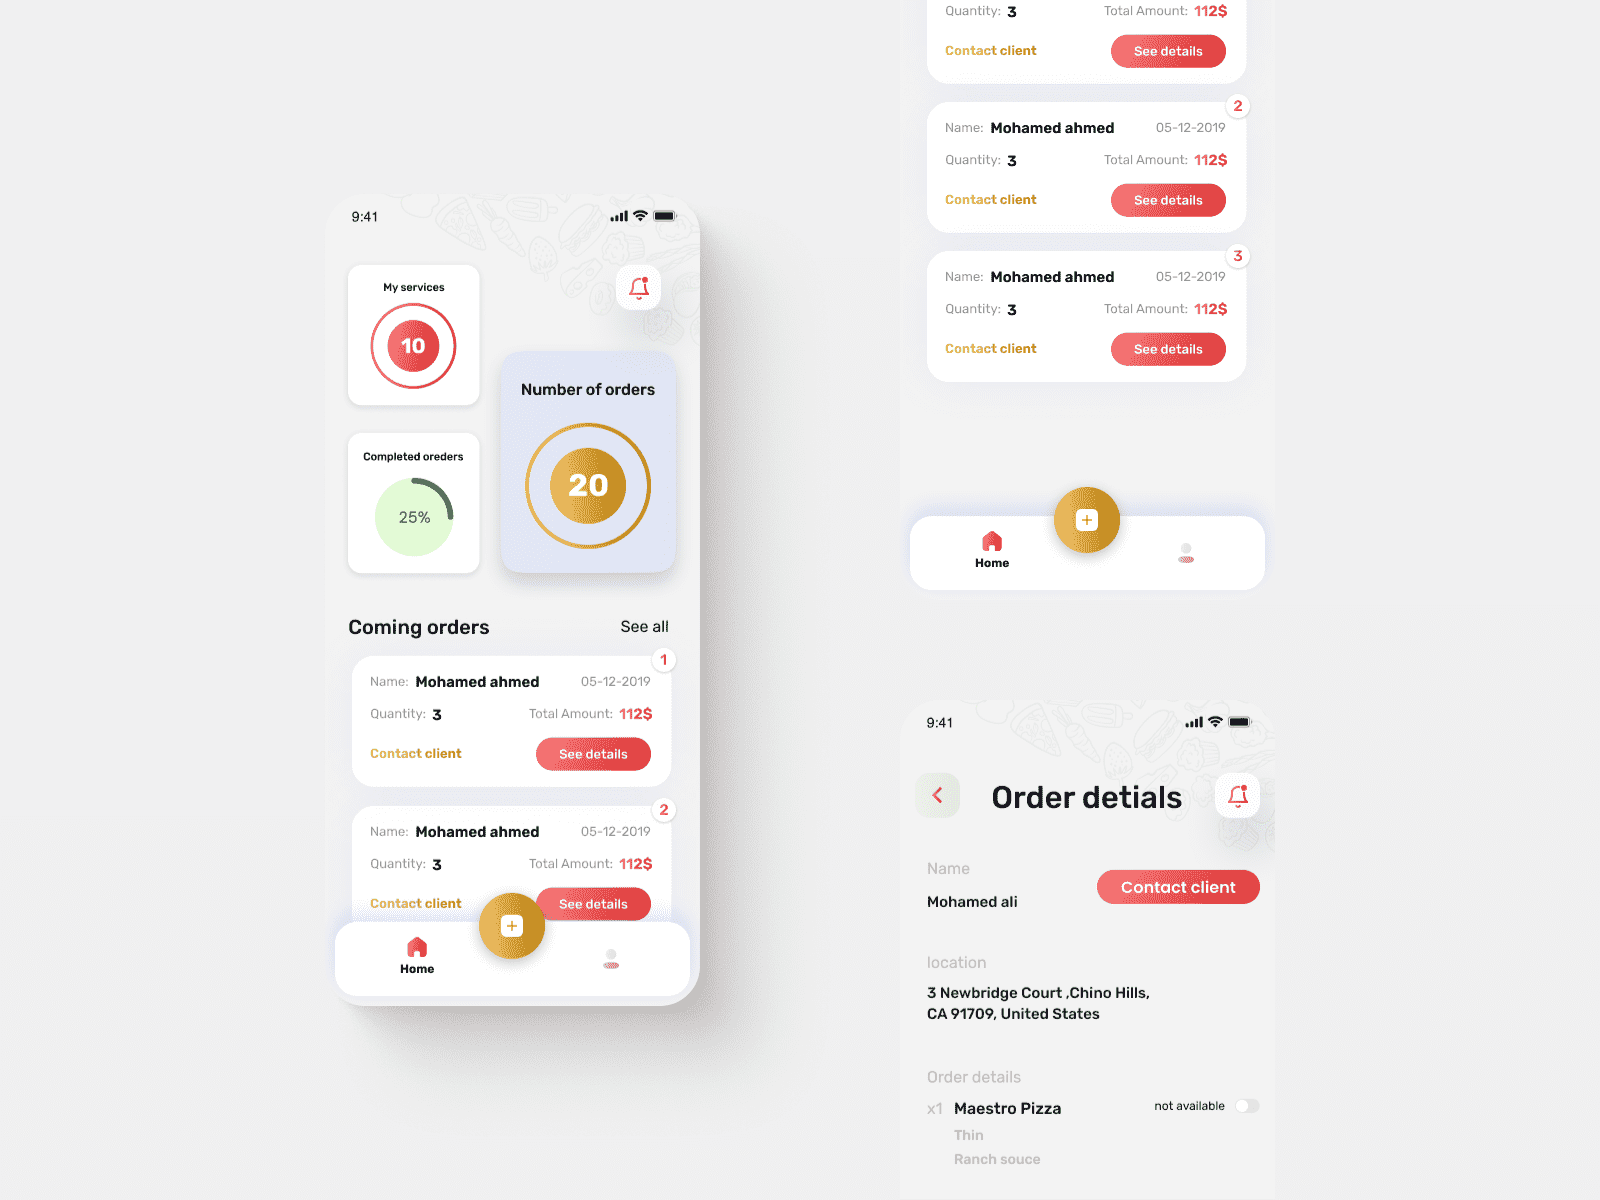 9:41
My services
10
Number of orders
20
Completed oreders
25%
Coming orders
See all
1
Name: Mohamed ahmed 05-12-2019
Quantity: 3 Total Amount: 112$
Contact client See details
2
Name: Mohamed ahmed 05-12-2019
Quantity: 3 Total Amount: 112$
Contact client See details
Home
Quantity: 3 Total Amount: 112$
Contact client See details
2
Name: Mohamed ahmed 05-12-2019
Quantity: 3 Total Amount: 112$
Contact client See details
3
Name: Mohamed ahmed 05-12-2019
Quantity: 3 Total Amount: 112$
Contact client See details
Home
9:41
Order detials
Name
Contact client
Mohamed ali
location
3 Newbridge Court ,Chino Hills,
CA 91709, United States
Order details
x1 Maestro Pizza not available
Thin
Ranch souce